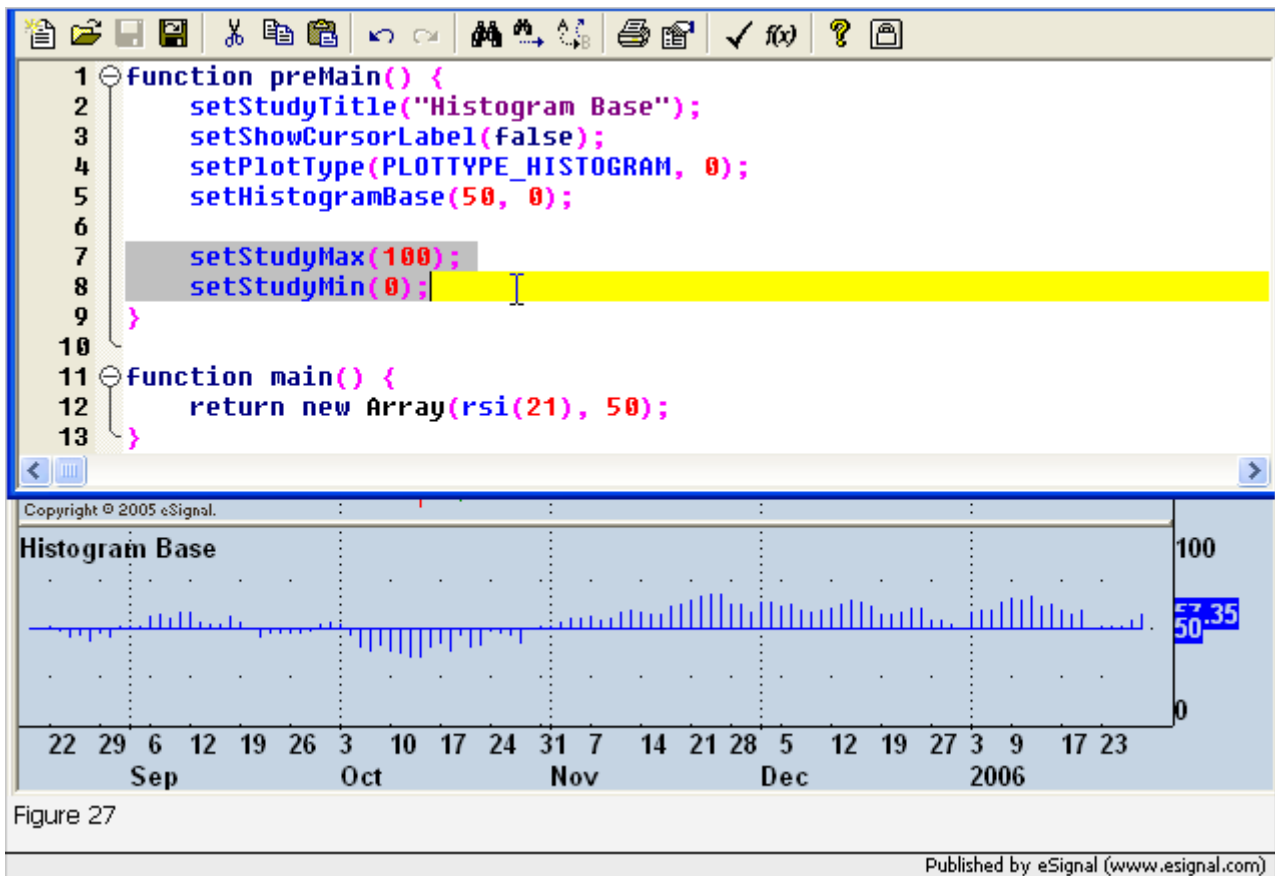 1 function preMain() {
2 setStudyTitle("Histogram Base");
3 setShowCursorLabel(false);
4 setPlotType(PLOTTYPE_HISTOGRAM, 0);
5 setHistogramBase(50, 0);
6
7 setStudyMax(100);
8 setStudyMin(0);
9 }
10
11 function main() {
12 return new Array(rsi(21), 50);
13 }
Copyright © 2005 eSignal.
Histogram Base
100
.35
50
0
22 29 6 12 19 26 3 10 17 24 31 7 14 21 28 5 12 19 27 3 9 17 23
Sep Oct Nov Dec 2006
Figure 27
Published by eSignal (www.esignal.com)